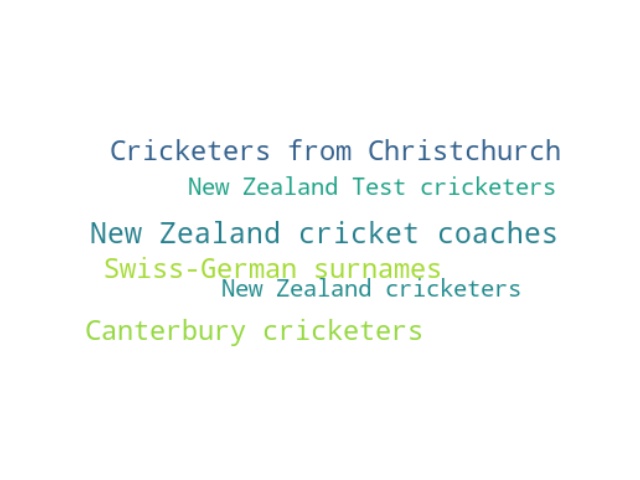 Cricketers from Christchurch
New Zealand Test cricketers
New Zealand cricket coaches
Swiss-German surnames
New Zealand cricketers
Canterbury cricketers